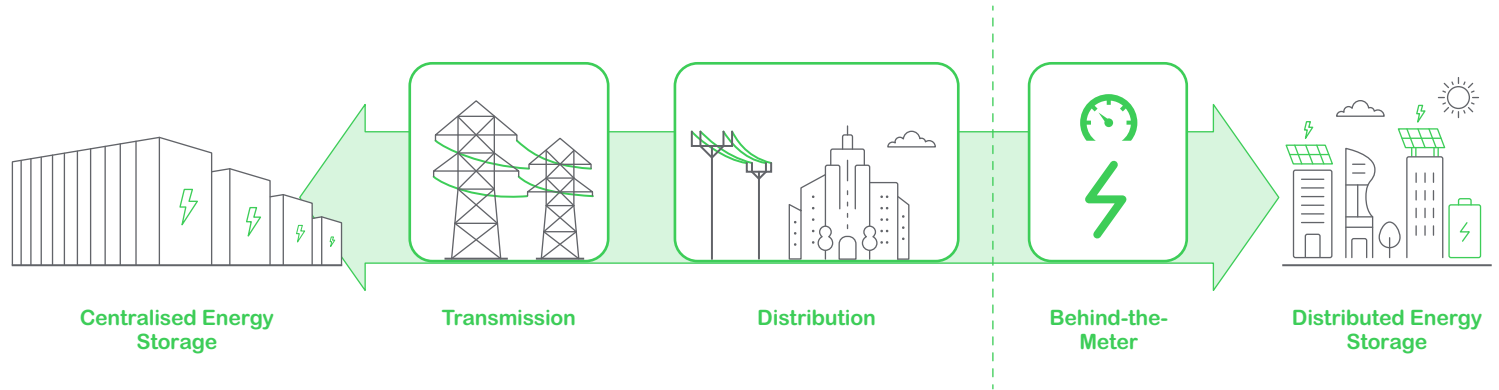 Centralised Energy
Storage
Transmission
Distribution
Behind-the-
Meter
Distributed Energy
Storage